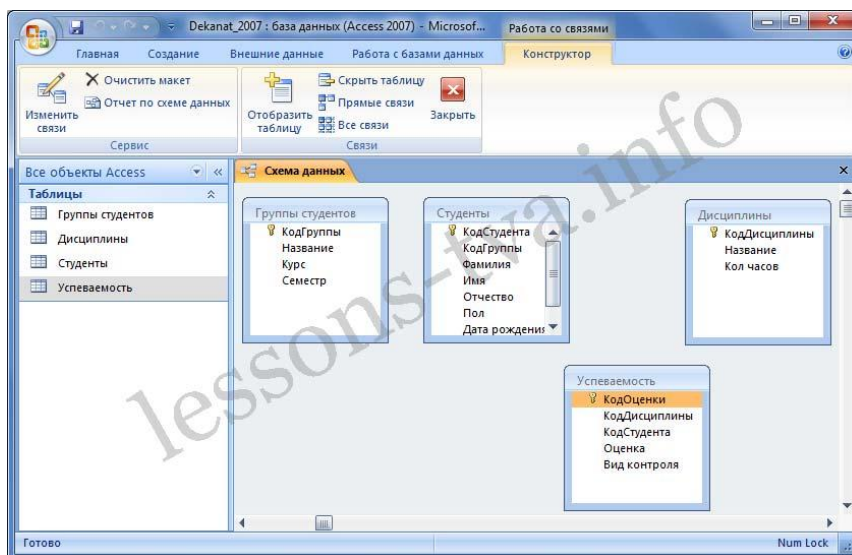 Dekanat_2007 : база данных (Access 2007) - Microsof...
Работа со связями
Главная
Создание
Внешние данные
Работа с базами данных
Конструктор
Изменить связи
Очистить макет
Отчет по схеме данных
Сервис
Отобразить таблицу
Скрыть таблицу
Прямые связи
Все связи
Закрыть
Связи
Все объекты Access
Таблицы
Группы студентов
Дисциплины
Студенты
Успеваемость
Схема данных
Группы студентов
КодГруппы
Название
Курс
Семестр
Студенты
КодСтудента
КодГруппы
Фамилия
Имя
Отчество
Пол
Дата рождения
Дисциплины
КодДисциплины
Название
Кол часов
Успеваемость
КодОценки
КодДисциплины
КодСтудента
Оценка
Вид контроля
lessons-tva.info
Готово
Num Lock